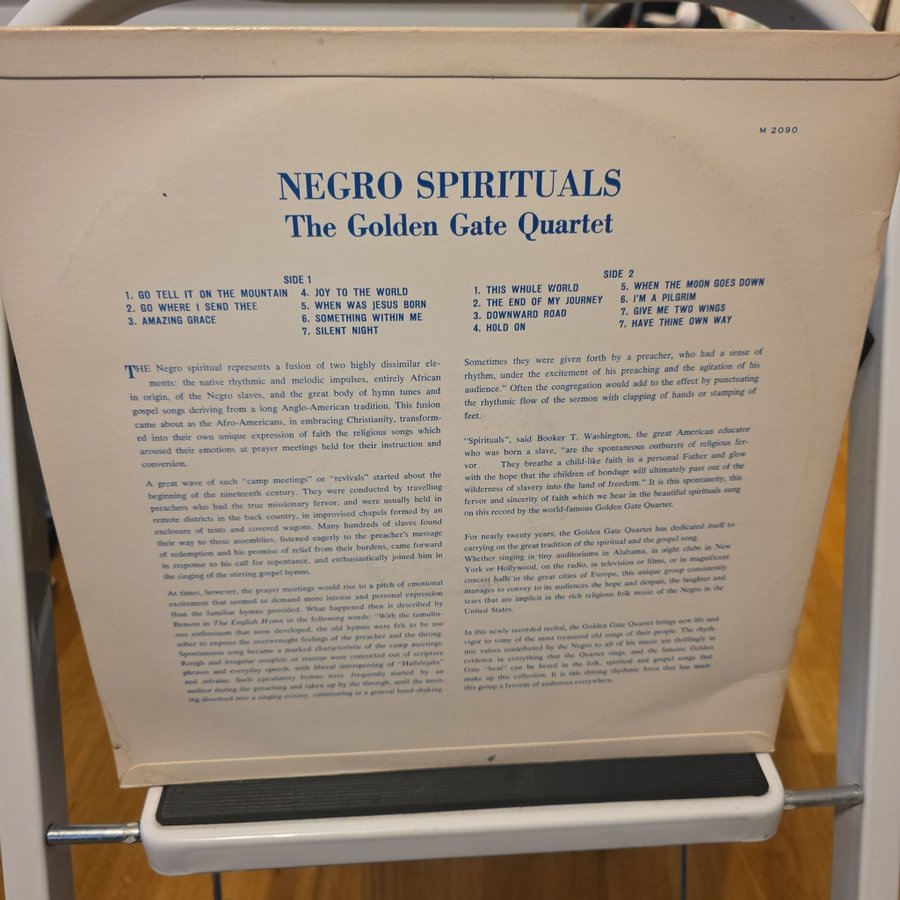 M 2090
NEGRO SPIRITUALS
The Golden Gate Quartet
SIDE 1
1. GO TELL IT ON THE MOUNTAIN
2. GO WHERE I SEND THEE
3. AMAZING GRACE
4. JOY TO THE WORLD
5. WHEN WAS JESUS BORN
6. SOMETHING WITHIN ME
7. SILENT NIGHT
SIDE 2
1. THIS WHOLE WORLD
2. THE END OF MY JOURNEY
3. DOWNWARD ROAD
4. HOLD ON
5. WHEN THE MOON GOES DOWN
6. I'M A PILGRIM
7. GIVE ME TWO WINGS
7. HAVE THINE OWN WAY
THE Negro spiritual represents a fusion of two highly dissimilar ele-
ments: the native rhythmic and melodic impulses, entirely African
in origin, of the Negro slaves, and the great body of hymn tunes and
gospel songs deriving from a long Anglo-American tradition. This fusion
came about as the Afro-Americans, in embracing Christianity, transform-
ed into their own unique expression of faith the religious songs which
aroused their emotions at prayer meetings held for their instruction and
conversion.
A great wave of such "camp meetings" or "revivals" started about the
beginning of the nineteenth century. They were conducted by travelling
preachers who had the true missionary fervor, and were usually held in
remote districts in the back country, in improvised chapels formed by an
enclosure of tents and covered wagons. Many hundreds of slaves found
their way to these assemblies, listened eagerly to the preacher's message
of redemption and his promise of relief from their burdens, came forward
in response to his call for repentance, and enthusiastically joined him in
the singing of the stirring gospel hymns.
At times, however, the prayer meetings would rise to a pitch of emotional
excitement that seemed to demand more intense and personal expression
than the familiar hymns provided. What happened then is described by
Benson in The English Hymn in the following words: "With the tumultu-
ous enthusiasm that soon developed, the old hymns were felt to be too
sober to express the overwrought feelings of the preacher and the throng.
Spontaneous song became a marked characteristic of the camp meetings.
Rough and irregular couplets or stanzas were concocted out of scripture
phrases and everyday speech, with liberal interspersing of "Hallelujahs"
and refrains. Such ejaculatory hymns were frequently started by an
auditor during the preaching and taken up by the through, until the meet-
ing dissolved into a singing ecstasy, culminating in a general hand-shaking.
Sometimes they were given forth by a preacher, who had a sense of
rhythm, under the excitement of his preaching and the agitation of his
audience." Often the congregation would add to the effect by punctuating
the rhythmic flow of the sermon with clapping of hands or stamping of
feet.
"Spirituals", said Booker T. Washington, the great American educator
who was born a slave, "are the spontaneous outbursts of religious fer-
vor .... They breathe a child-like faith in a personal Father and glow
with the hope that the children of bondage will ultimately pass out of the
wilderness of slavery into the land of freedom." It is this spontaneity, this
fervor and sincerity of faith which we hear in the beautiful spirituals sung
on this record by the world-famous Golden Gate Quartet.
For nearly twenty years, the Golden Gate Quartet has dedicated itself to
carrying on the great tradition of the spiritual and the gospel song.
Whether singing in tiny auditoriums in Alabama, in night clubs in New
York or Hollywood, on the radio, in television or films, or in magnificent
concert halls in the great cities of Europe, this unique group consistently
manages to convey to its audiences the hope and despair, the laughter and
tears that are implicit in the rich religious folk music of the Negro in the
United States.
In this newly recorded recital, the Golden Gate Quartet brings new life and
vigor to some of the most treasured old songs of their people. The rhyth-
mic values contributed by the Negro to all of his music are thrillingly in
evidence in everything that the Quartet sings, and the famous Golden
Gate "beat" can be heard in the folk, spiritual and gospel songs that
make up this collection. It is this driving rhythmic force that has made
this group a favorite of audiences everywhere.